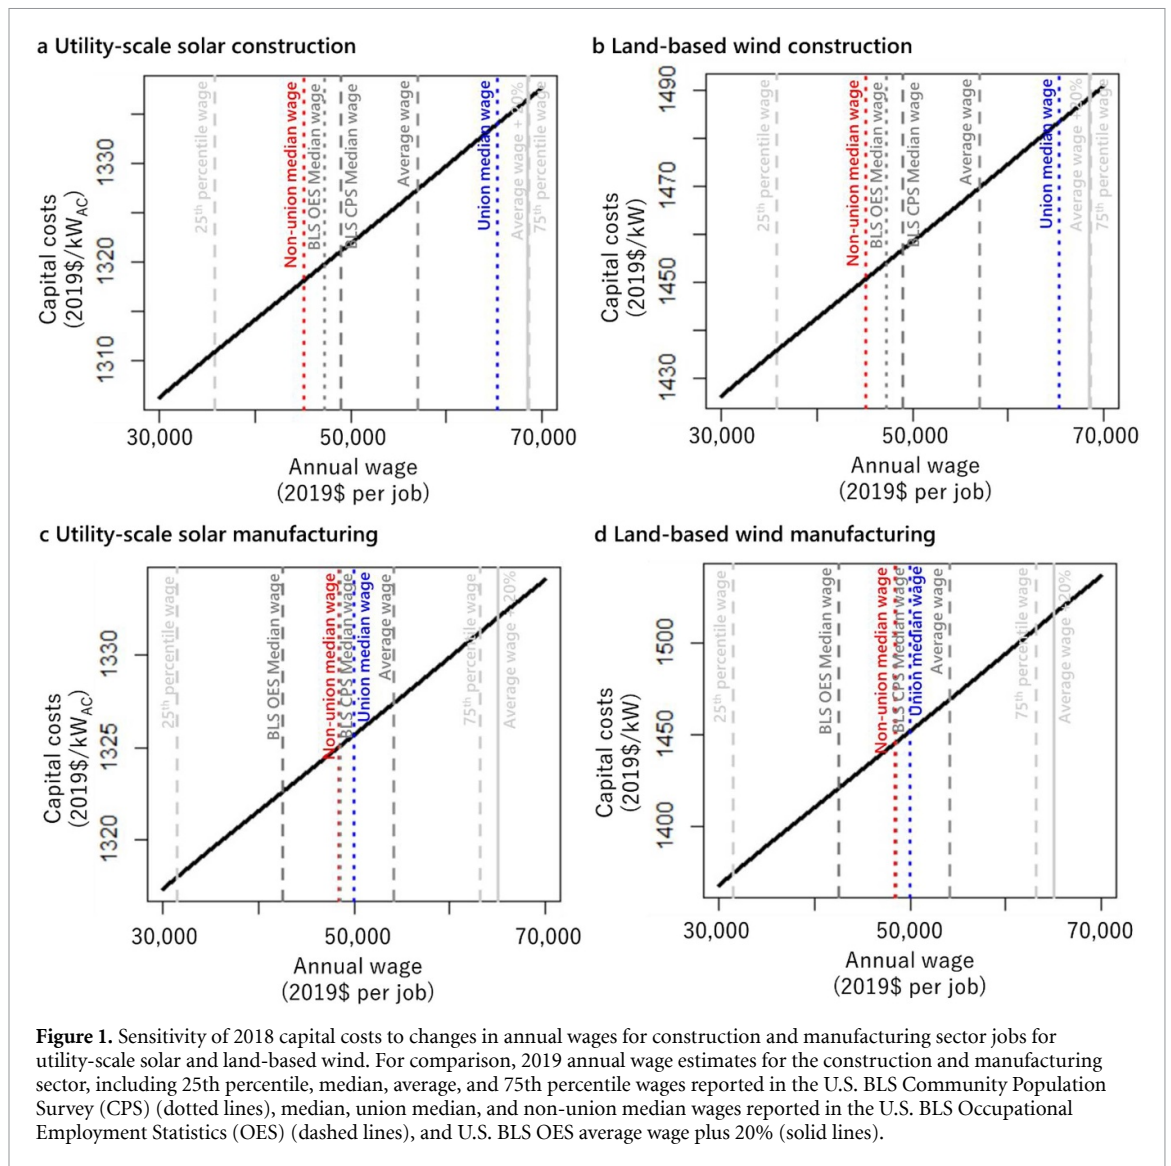 a Utility-scale solar construction
Capital costs
(2019$/kWAC)
1310
1320
1330
25th percentile wage
Non-union median wage
BLS OES Median wage
BLS CPS Median wage
Average wage
Union median wage
Average wage + 20%
75th percentile wage
30,000
50,000
70,000
Annual wage
(2019$ per job)
b Land-based wind construction
Capital costs
(2019$/kW)
1430
1450
1470
1490
25th percentile wage
Non-union median wage
BLS OES Median wage
BLS CPS Median wage
Average wage
Union median wage
Average wage + 20%
75th percentile wage
30,000
50,000
70,000
Annual wage
(2019$ per job)
c Utility-scale solar manufacturing
Capital costs
(2019$/kWAC)
1320
1325
1330
25th percentile wage
BLS OES Median wage
Non-union median wage
BLS CPS Median wage
Union median wage
Average wage
75th percentile wage
Average wage + 20%
30,000
50,000
70,000
Annual wage
(2019$ per job)
d Land-based wind manufacturing
Capital costs
(2019$/kW)
1400
1450
1500
25th percentile wage
BLS OES Median wage
Non-union median wage
BLS CPS Median wage
Union median wage
Average wage
75th percentile wage
Average wage + 20%
30,000
50,000
70,000
Annual wage
(2019$ per job)
Figure 1. Sensitivity of 2018 capital costs to changes in annual wages for construction and manufacturing sector jobs for
utility-scale solar and land-based wind. For comparison, 2019 annual wage estimates for the construction and manufacturing
sector, including 25th percentile, median, average, and 75th percentile wages reported in the U.S. BLS Community Population
Survey (CPS) (dotted lines), median, union median, and non-union median wages reported in the U.S. BLS Occupational
Employment Statistics (OES) (dashed lines), and U.S. BLS OES average wage plus 20% (solid lines).